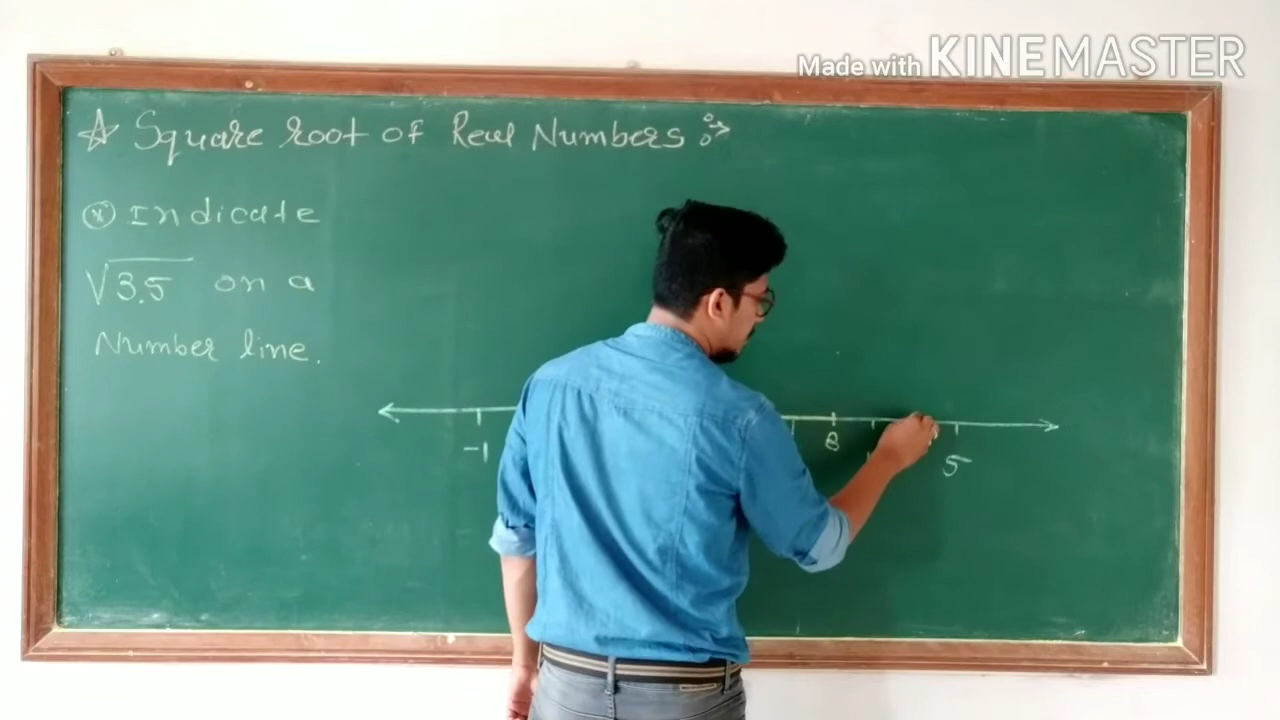 Made with KINEMASTER
☆ Square root of Real Numbers :→
Indicate
√3.5 on a
Number line.
-1 B 5